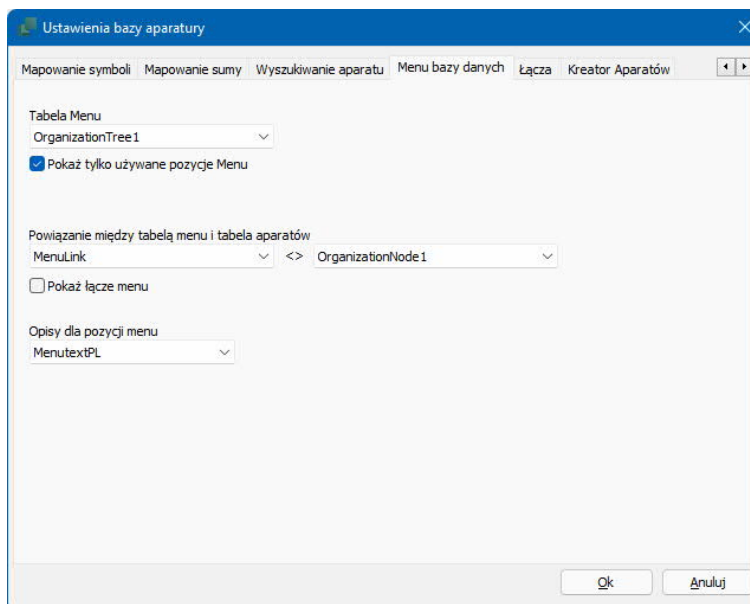 Ustawienia bazy aparatury
Mapowanie symboli Mapowanie sumy Wyszukiwanie aparatu Menu bazy danych Łącza Kreator Aparatów
Tabela Menu
OrganizationTree1
Pokaż tylko używane pozycje Menu
Powiązanie między tabelą menu i tabela aparatów
MenuLink <> OrganizationNode1
Pokaż łącze menu
Opisy dla pozycji menu
MenutextPL
Ok Anuluj